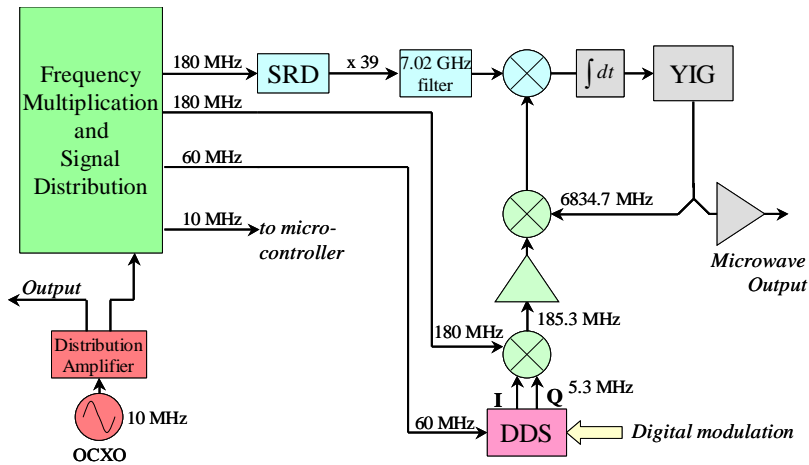 Frequency
Multiplication
and
Signal
Distribution
180 MHz
SRD
x 39
7.02 GHz
filter
∫dt
YIG
180 MHz
60 MHz
10 MHz
to micro-
controller
6834.7 MHz
Microwave
Output
Output
Distribution
Amplifier
10 MHz
OCXO
185.3 MHz
180 MHz
I
Q
5.3 MHz
60 MHz
DDS
Digital modulation